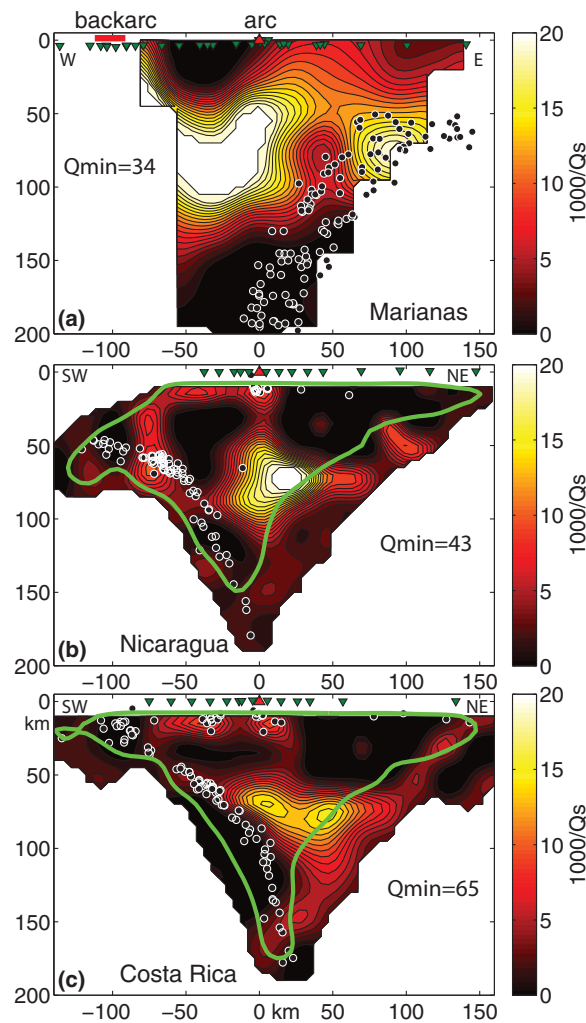 backarc arc
0
W E
50
Qmin=34
100
150
(a) Marianas
200
−100 −50 0 50 100 150
20
15
10
5
0
1000/Qs
0
SW NE
50
100
Qmin=43
150
(b) Nicaragua
200
−100 −50 0 50 100 150
20
15
10
5
0
1000/Qs
0
SW NE
km
50
100
Qmin=65
150
(c) Costa Rica
200
−100 −50 0 km 50 100 150
20
15
10
5
0
1000/Qs